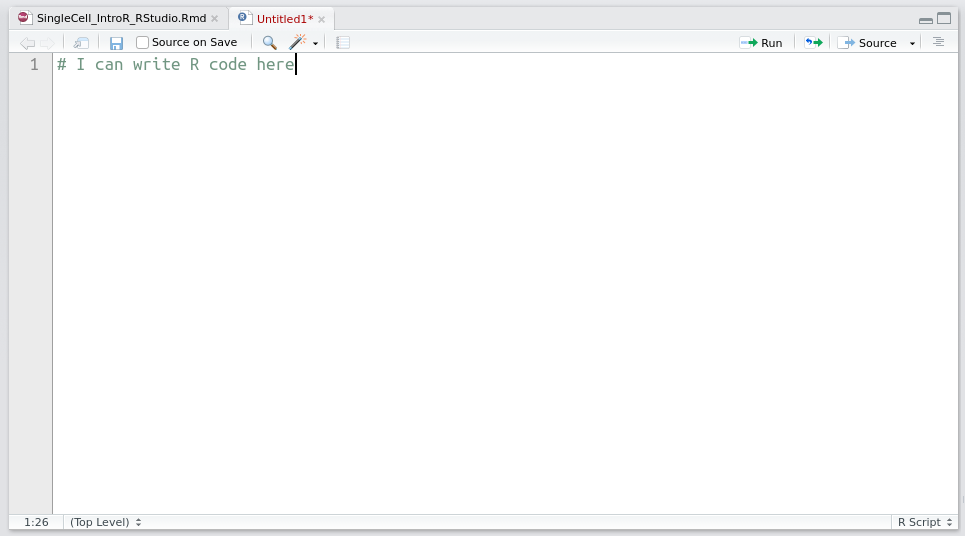 SingleCell_IntroR_RStudio.Rmd Untitled1*
Source on Save Run Source
1 # I can write R code here
1:26 (Top Level) R Script